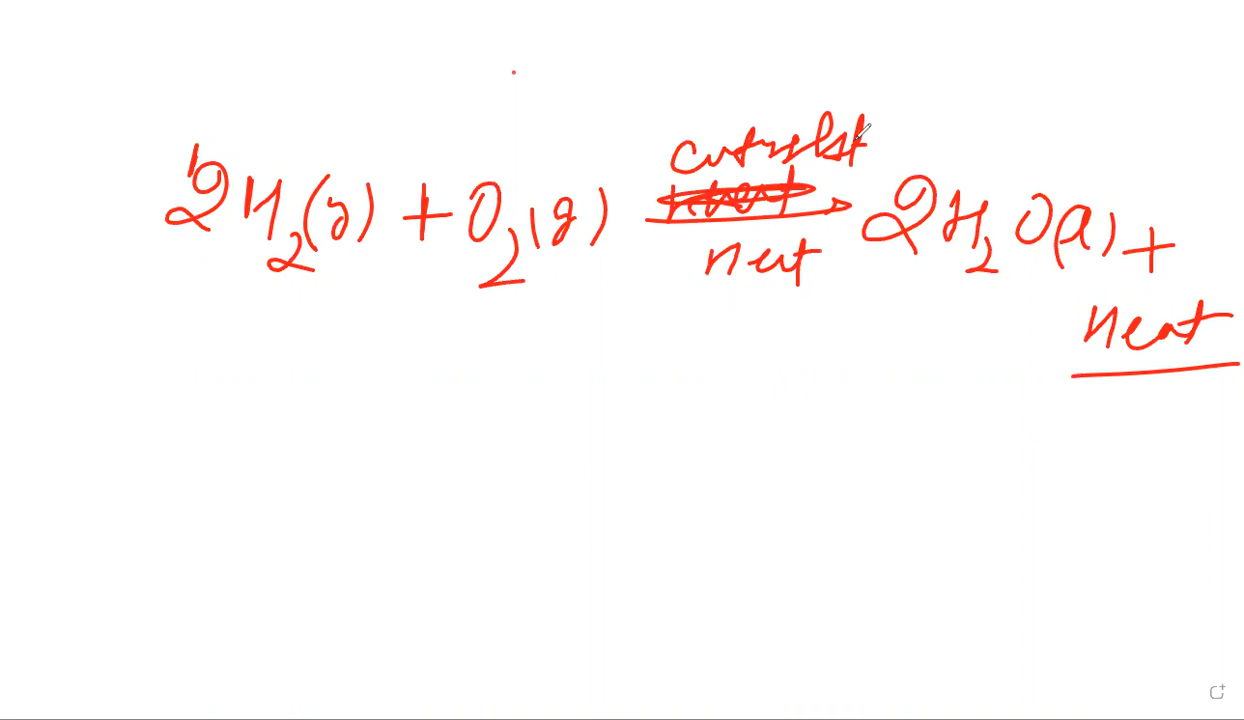 catalyst
2H₂(g) + O₂(g) → 2H₂O(l) +
heat
heat